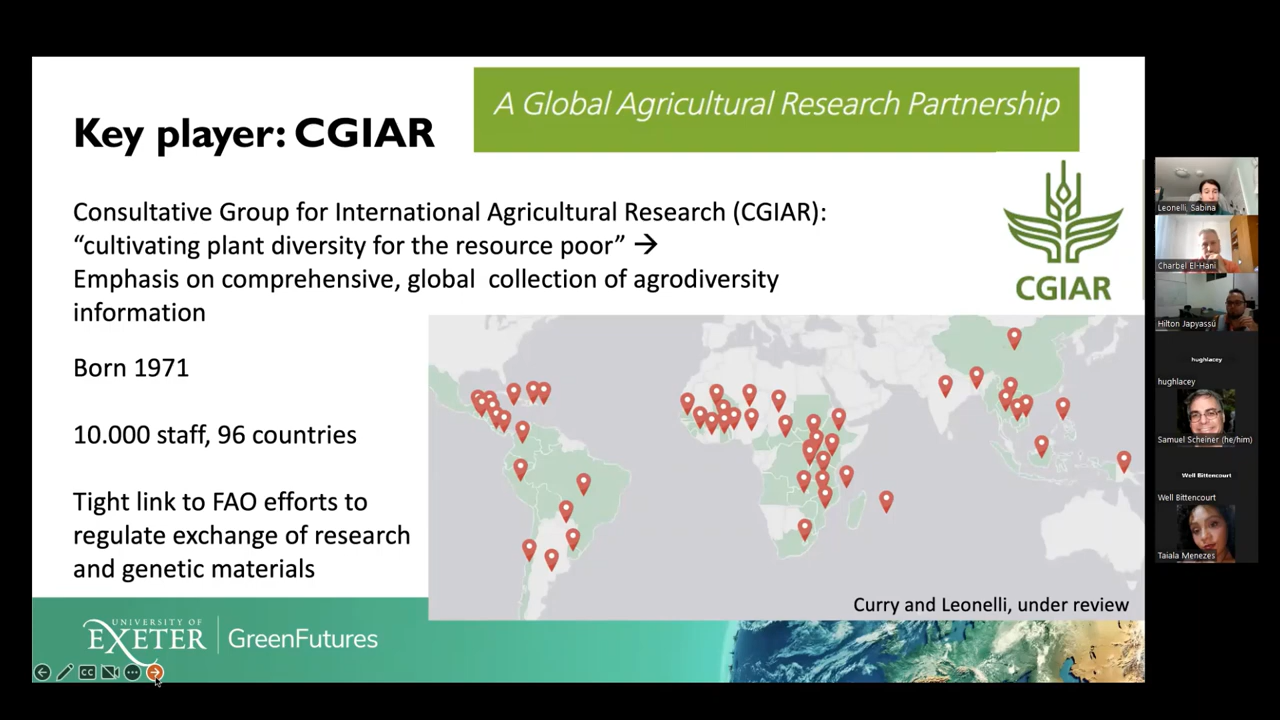 A Global Agricultural Research Partnership
Key player: CGIAR
Consultative Group for International Agricultural Research (CGIAR):
“cultivating plant diversity for the resource poor” →
Emphasis on comprehensive, global collection of agrodiversity
information
CGIAR
Born 1971
10.000 staff, 96 countries
Tight link to FAO efforts to
regulate exchange of research
and genetic materials
Curry and Leonelli, under review
UNIVERSITY OF
EXETER
GreenFutures
CC
Leonelli, Sabina
Charbel El-Hani
Hilton Japyassú
hughlacey
hughlacey
Samuel Scheiner (he/him)
Well Bittencourt
Well Bittencourt
Taiala Menezes